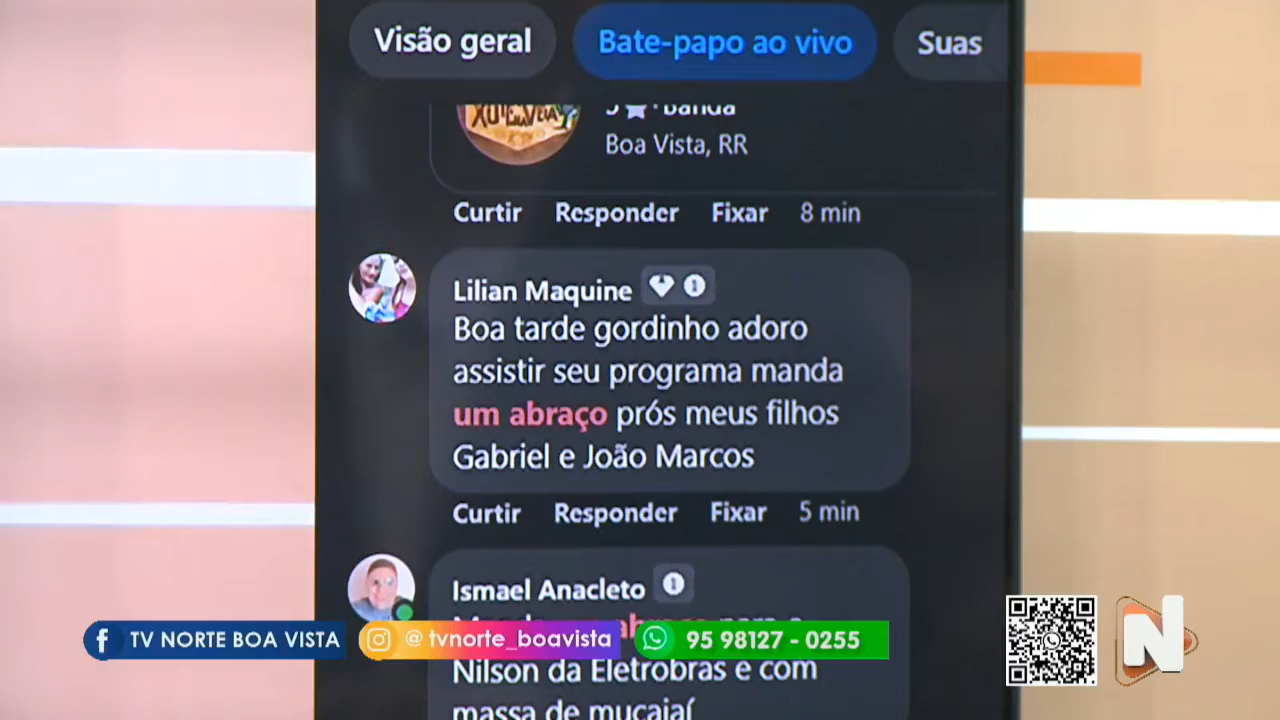 Visão geral
Bate-papo ao vivo
Suas
5 · Banda
Boa Vista, RR
Curtir Responder Fixar 8 min
Lilian Maquine
Boa tarde gordinho adoro
assistir seu programa manda
um abraço prós meus filhos
Gabriel e João Marcos
Curtir Responder Fixar 5 min
Ismael Anacleto
Nilson da Eletrobras e com
massa de mucajaí
TV NORTE BOA VISTA
@tvnorte_boavista
95 98127 - 0255
N